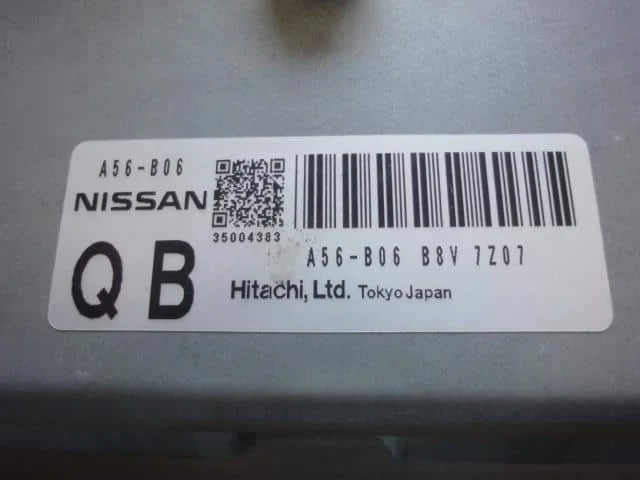 A56-B06
NISSAN
35004383
QB
A56-B06 B8V 7Z07
Hitachi, Ltd. Tokyo Japan